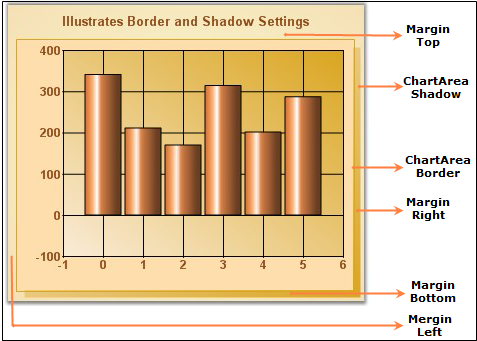 Illustrates Border and Shadow Settings
Margin
Top
400
ChartArea
Shadow
300
200
ChartArea
Border
100
Margin
Right
0
-100
-1 0 1 2 3 4 5 6
Margin
Bottom
Mergin
Left